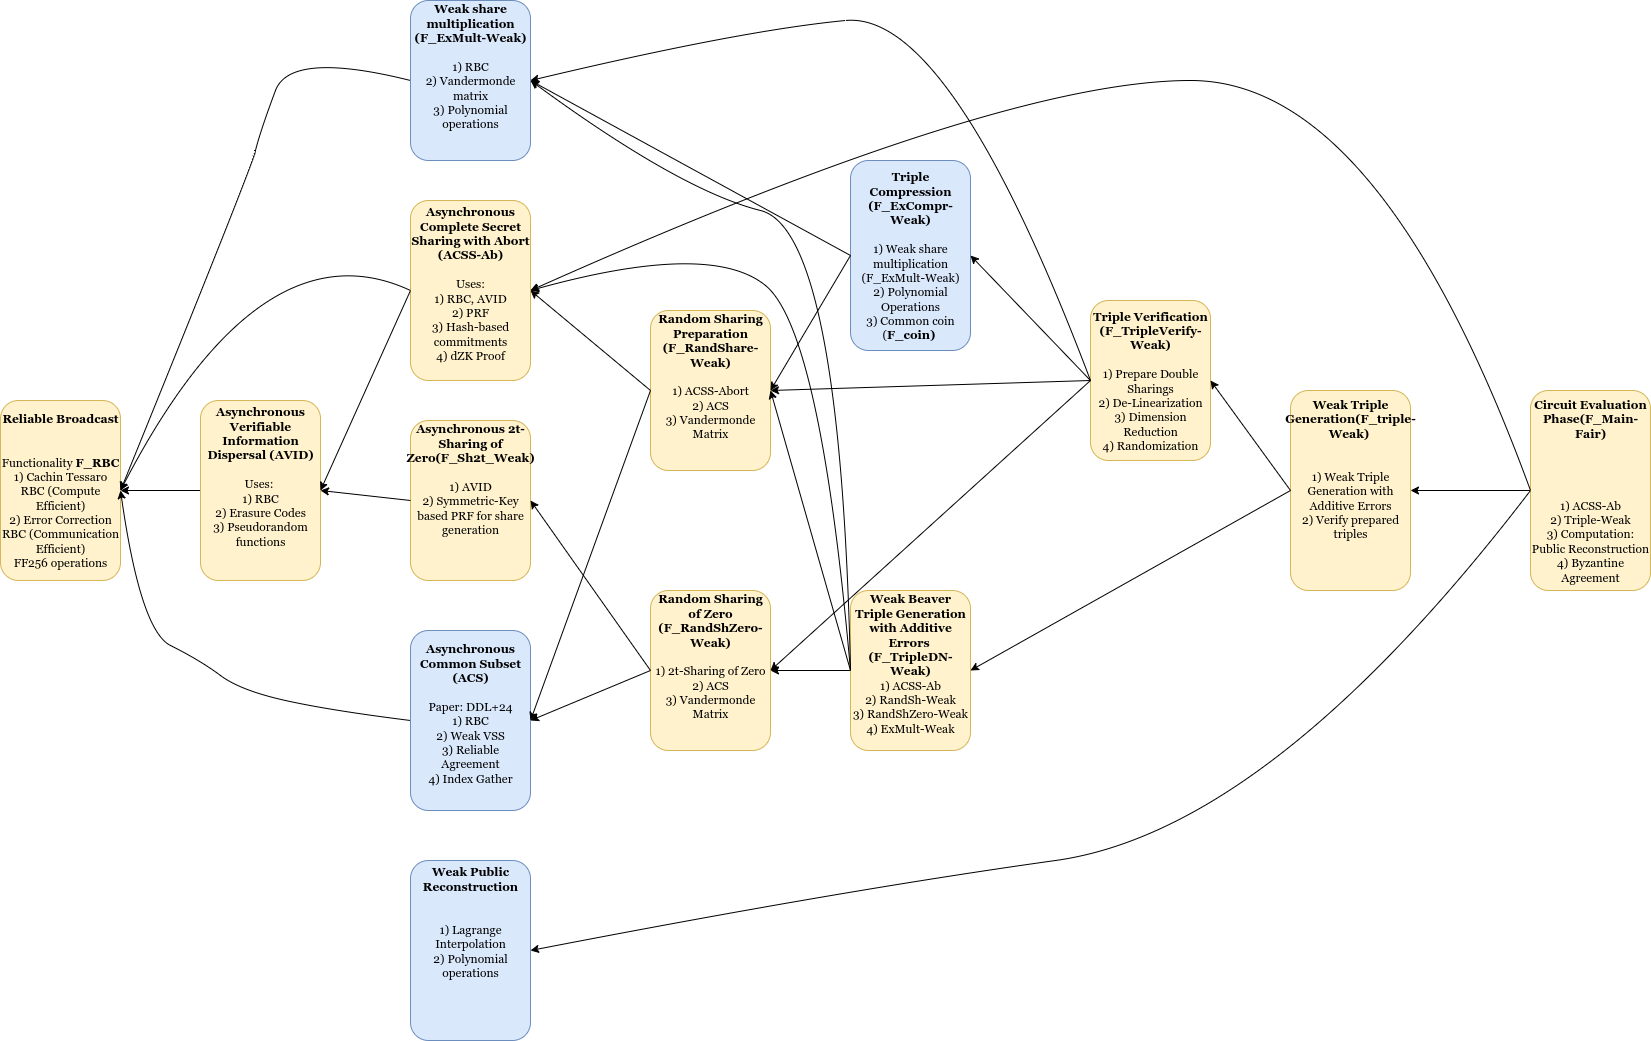 Weak share
multiplication
(F_ExMult-Weak)
1) RBC
2) Vandermonde
matrix
3) Polynomial
operations
Asynchronous
Complete Secret
Sharing with Abort
(ACSS-Ab)
Uses:
1) RBC, AVID
2) PRF
3) Hash-based
commitments
4) dZK Proof
Triple
Compression
(F_ExCompr-
Weak)
1) Weak share
multiplication
(F_ExMult-Weak)
2) Polynomial
Operations
3) Common coin
(F_coin)
Random Sharing
Preparation
(F_RandShare-
Weak)
1) ACSS-Abort
2) ACS
3) Vandermonde
Matrix
Triple Verification
(F_TripleVerify-
Weak)
1) Prepare Double
Sharings
2) De-Linearization
3) Dimension
Reduction
4) Randomization
Reliable Broadcast
Functionality F_RBC
1) Cachin Tessaro
RBC (Compute
Efficient)
2) Error Correction
RBC (Communication
Efficient)
FF256 operations
Asynchronous
Verifiable
Information
Dispersal (AVID)
Uses:
1) RBC
2) Erasure Codes
3) Pseudorandom
functions
Asynchronous 2t-
Sharing of
Zero(F_Sh2t_Weak)
1) AVID
2) Symmetric-Key
based PRF for share
generation
Weak Triple
Generation(F_triple-
Weak)
1) Weak Triple
Generation with
Additive Errors
2) Verify prepared
triples
Circuit Evaluation
Phase(F_Main-
Fair)
1) ACSS-Ab
2) Triple-Weak
3) Computation:
Public Reconstruction
4) Byzantine
Agreement
Asynchronous
Common Subset
(ACS)
Paper: DDL+24
1) RBC
2) Weak VSS
3) Reliable
Agreement
4) Index Gather
Random Sharing
of Zero
(F_RandShZero-
Weak)
1) 2t-Sharing of Zero
2) ACS
3) Vandermonde
Matrix
Weak Beaver
Triple Generation
with Additive
Errors
(F_TripleDN-
Weak)
1) ACSS-Ab
2) RandSh-Weak
3) RandShZero-Weak
4) ExMult-Weak
Weak Public
Reconstruction
1) Lagrange
Interpolation
2) Polynomial
operations